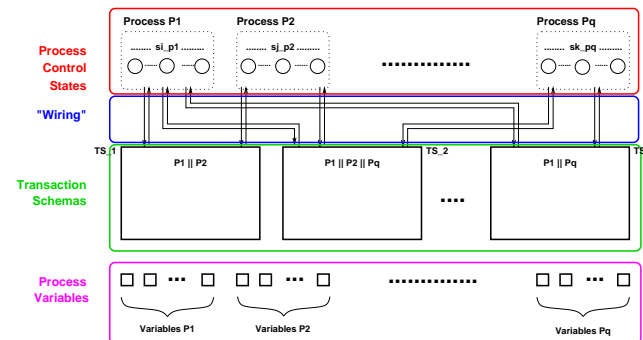 Process P1 Process P2 Process Pq
........ si_p1 ......... ........ sj_p2 ......... ........ sk_pq .........
Process
Control
States
"Wiring"
TS_1 TS_2 TS
P1 || P2 P1 || P2 || Pq P1 || Pq
Transaction
Schemas
Process
Variables
Variables P1 Variables P2 Variables Pq